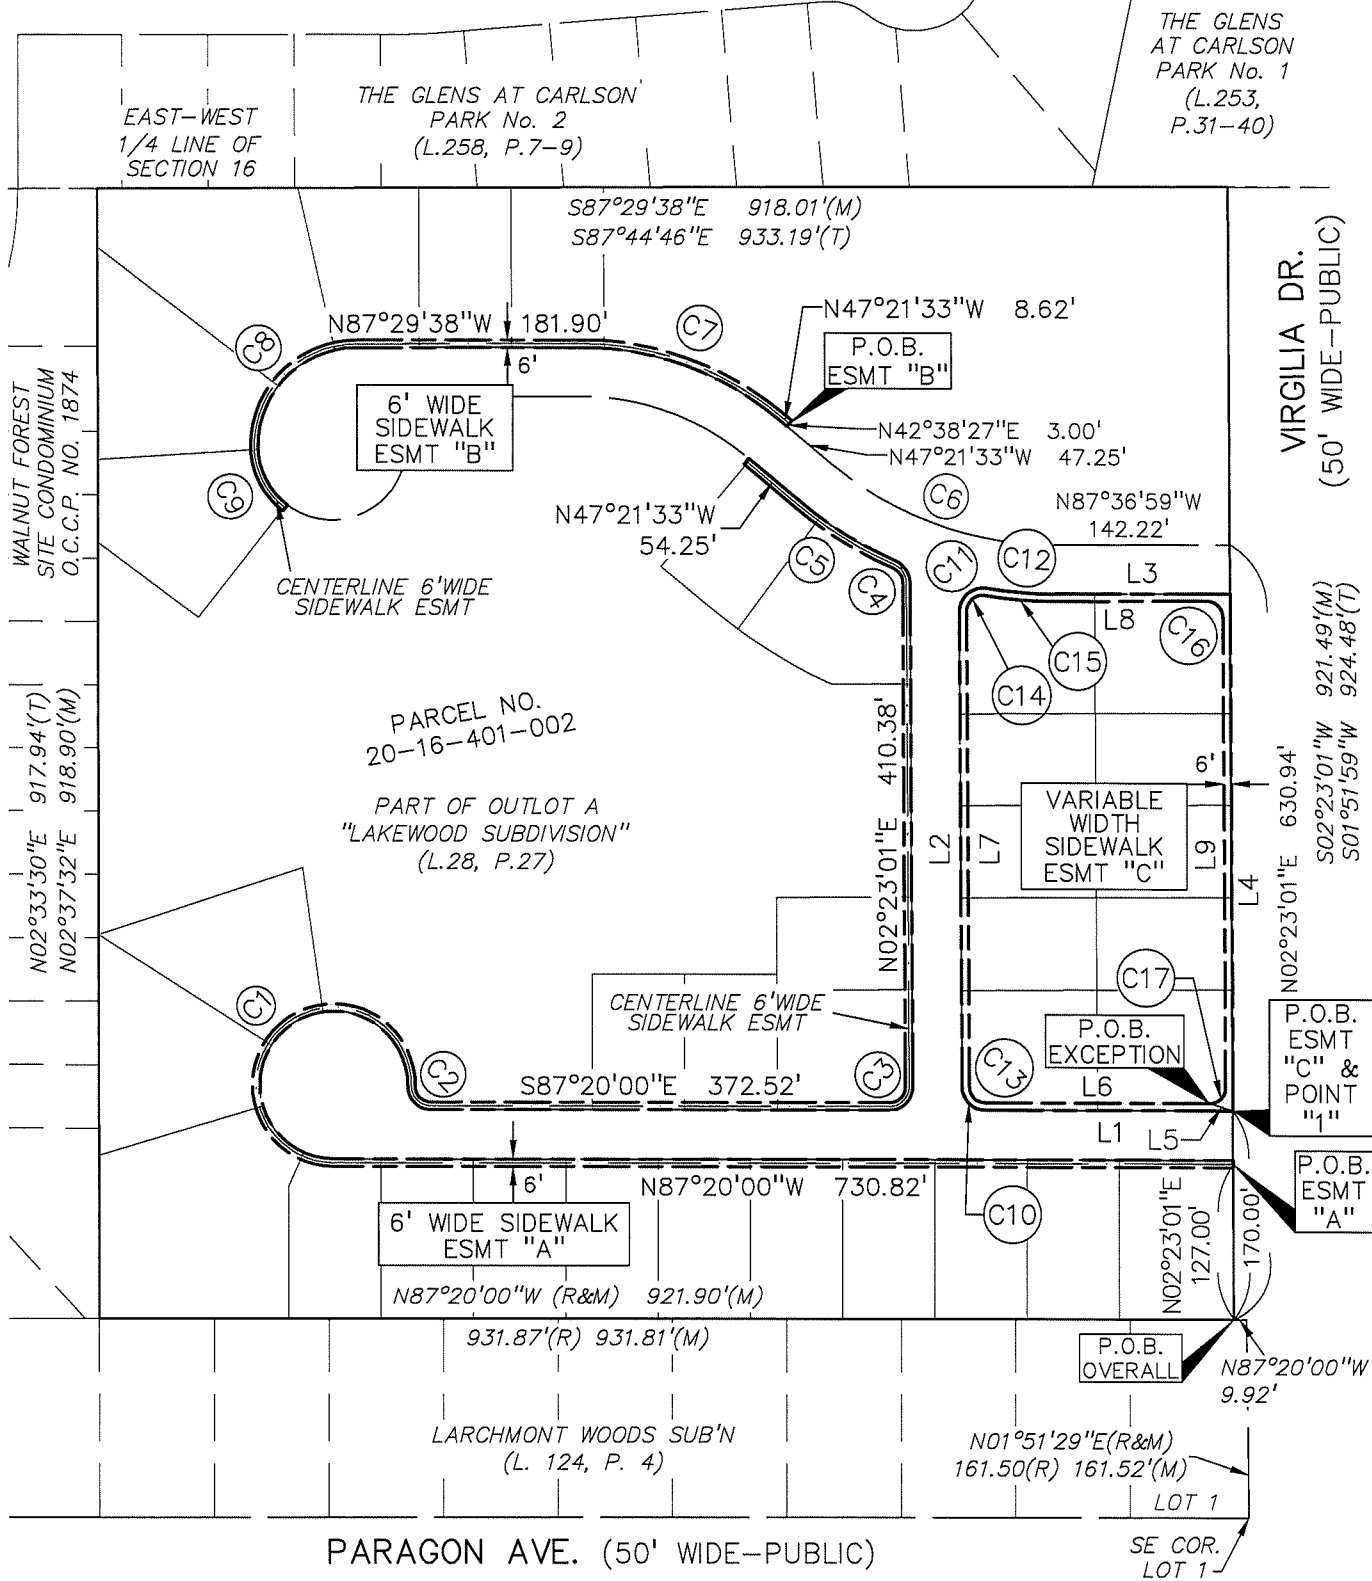 THE GLENS
AT CARLSON
PARK No. 1
(L.253,
P.31-40)
THE GLENS AT CARLSON
PARK No. 2
(L.258, P.7-9)
EAST-WEST
1/4 LINE OF
SECTION 16
S87°29'38"E 918.01'(M)
S87°44'46"E 933.19'(T)
VIRGILIA DR.
(50' WIDE-PUBLIC)
N87°29'38"W 181.90'
C7
N47°21'33"W 8.62'
C8
6'
P.O.B.
ESMT "B"
6' WIDE
SIDEWALK
ESMT "B"
N42°38'27"E 3.00'
N47°21'33"W 47.25'
WALNUT FOREST
SITE CONDOMINIUM
O.C.C.P. NO. 1874
C9
C6
N87°36'59"W
142.22'
N47°21'33"W
54.25'
C5
C4
C11
C12
CENTERLINE 6'WIDE
SIDEWALK ESMT
L3
L8
C16
C15
C14
921.49'(M)
924.48'(T)
S02°23'01"W
S01°51'59"W
PARCEL NO.
20-16-401-002
N02°33'30"E 917.94'(T)
N02°37'32"E 918.90'(M)
PART OF OUTLOT A
"LAKEWOOD SUBDIVISION"
(L.28, P.27)
N02°23'01"E 410.38'
L2
L7
6'
VARIABLE
WIDTH
SIDEWALK
ESMT "C"
L9
L4
N02°23'01"E 630.94'
C1
CENTERLINE 6'WIDE
SIDEWALK ESMT
C17
P.O.B.
EXCEPTION
P.O.B.
ESMT
"C" &
POINT
"1"
C2
S87°20'00"E 372.52'
C3
C13
L6
L1
L5
6'
N87°20'00"W 730.82'
P.O.B.
ESMT
"A"
6' WIDE SIDEWALK
ESMT "A"
C10
N02°23'01"E
127.00'
170.00'
N87°20'00"W (R&M) 921.90'(M)
931.87'(R) 931.81'(M)
P.O.B.
OVERALL
N87°20'00"W
9.92'
LARCHMONT WOODS SUB'N
(L. 124, P. 4)
N01°51'29"E(R&M)
161.50(R) 161.52'(M)
LOT 1
PARAGON AVE. (50' WIDE-PUBLIC)
SE COR.
LOT 1